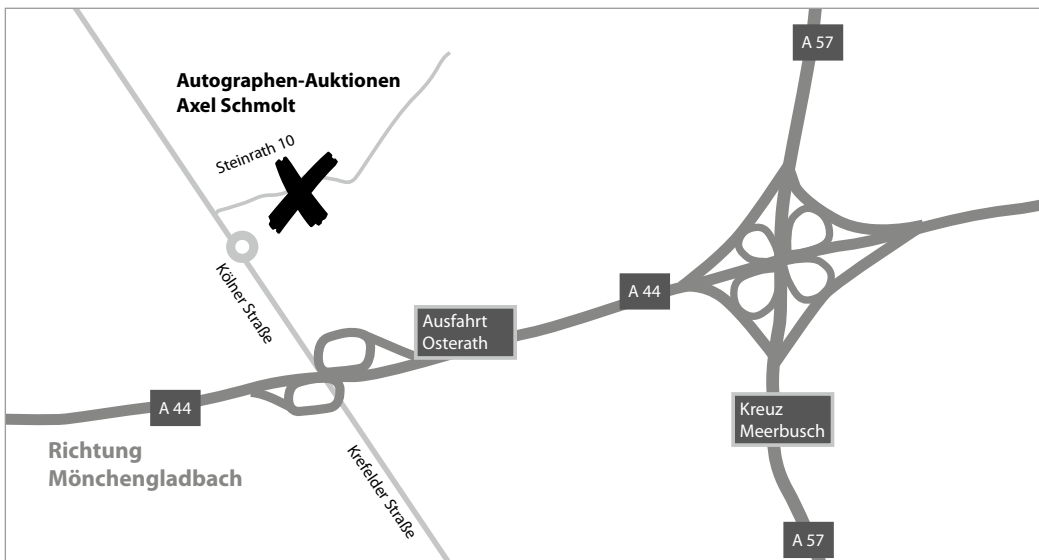 A 57
Autographen-Auktionen
Axel Schmolt
Steinrath 10
Kölner Straße
A 44
Ausfahrt
Osterath
A 44
Kreuz
Meerbusch
Richtung
Mönchengladbach
Krefelder Straße
A 57